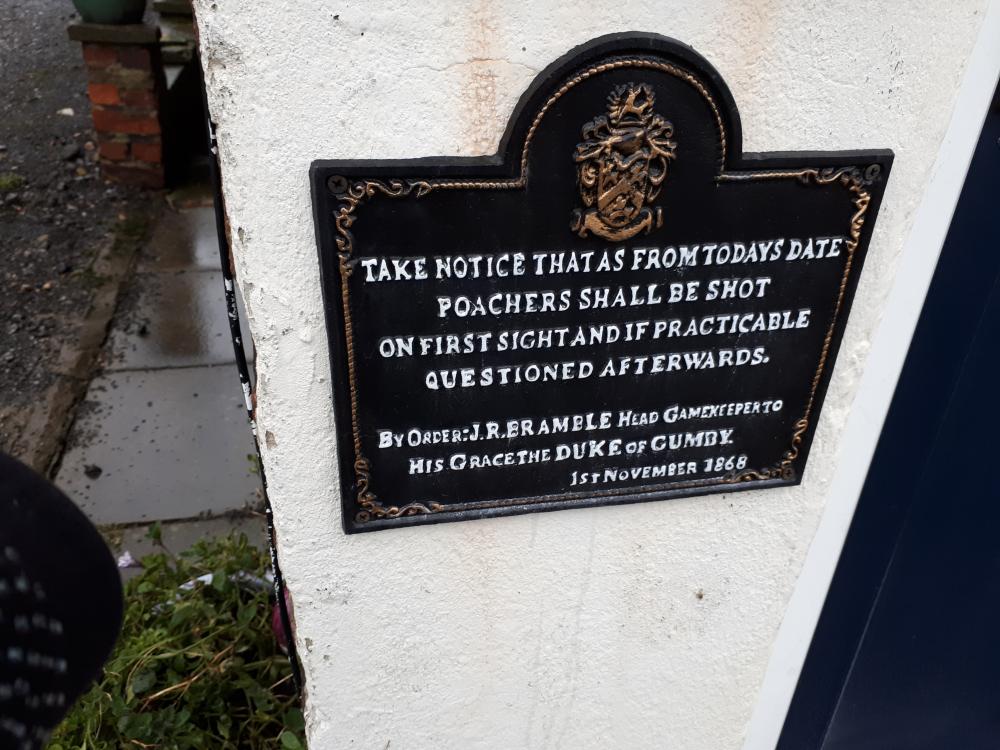 TAKE NOTICE THAT AS FROM TODAYS DATE
POACHERS SHALL BE SHOT
ON FIRST SIGHT AND IF PRACTICABLE
QUESTIONED AFTERWARDS.
BY ORDER:J.R.BRAMBLE HEAD GAMEKEEPER TO
HIS GRACE THE DUKE OF GUMBY.
1ST NOVEMBER 1868